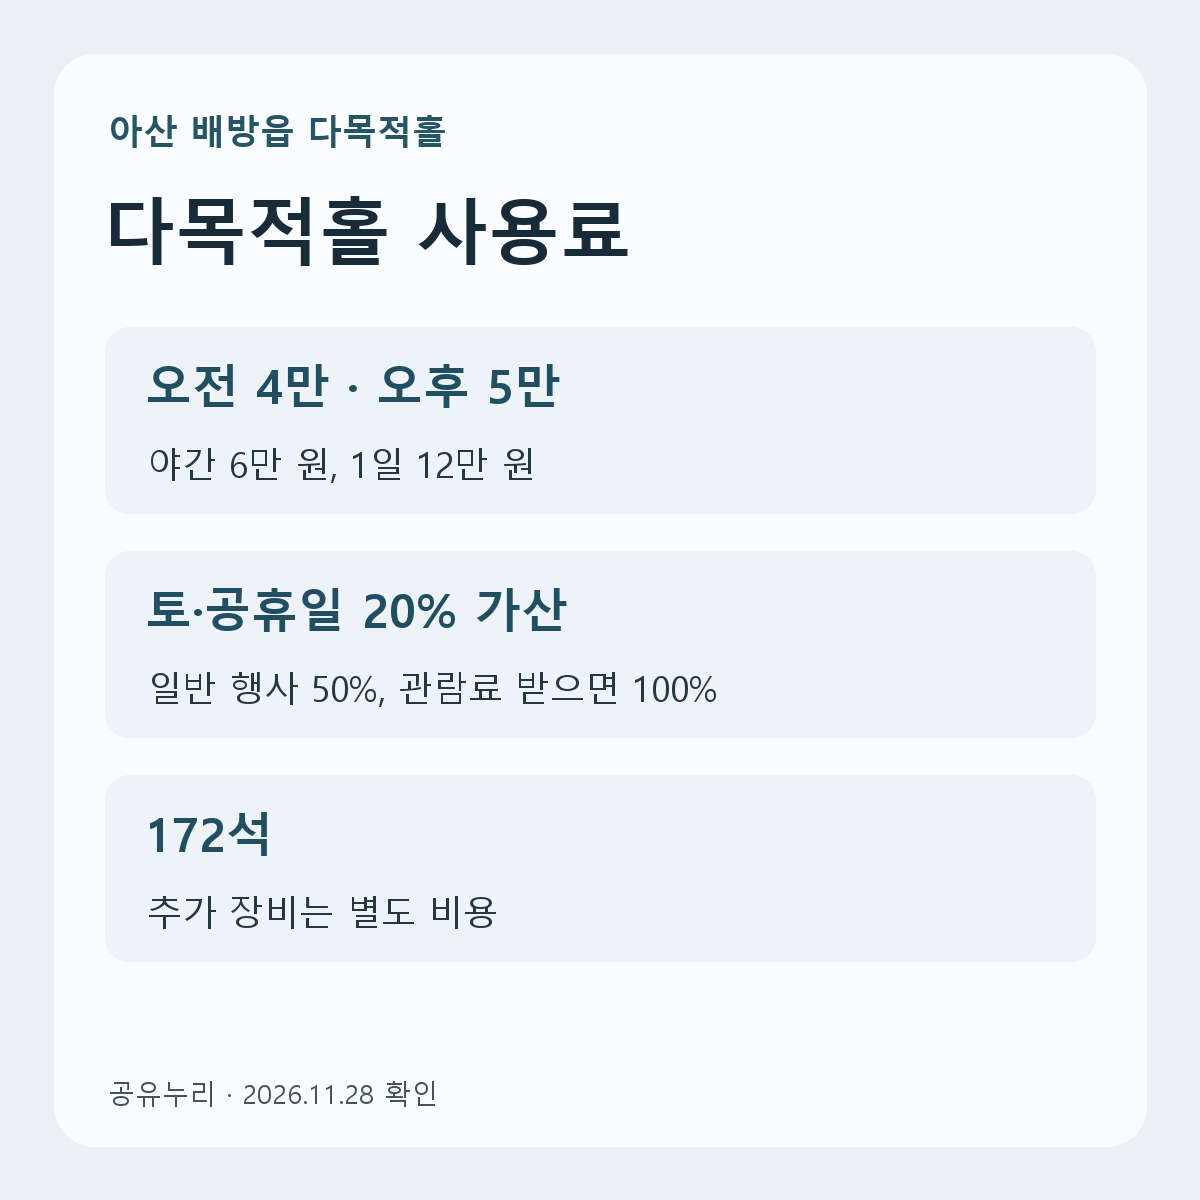 아산 배방읍 다목적홀
다목적홀 사용료
오전 4만 · 오후 5만
야간 6만 원, 1일 12만 원
토·공휴일 20% 가산
일반 행사 50%, 관람료 받으면 100%
172석
추가 장비는 별도 비용
공유누리 · 2026.11.28 확인